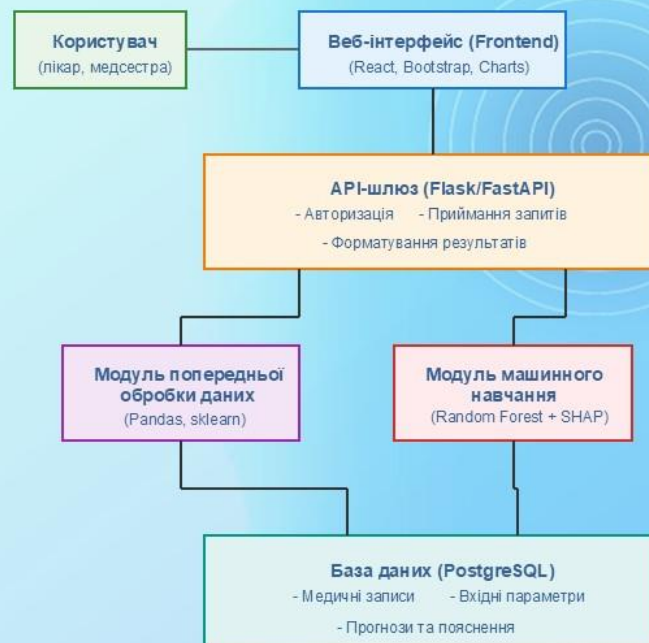 Користувач
(лікар, медсестра)
Веб-інтерфейс (Frontend)
(React, Bootstrap, Charts)
API-шлюз (Flask/FastAPI)
- Авторизація - Приймання запитів
- Форматування результатів
Модуль попередньої
обробки даних
(Pandas, sklearn)
Модуль машинного
навчання
(Random Forest + SHAP)
База даних (PostgreSQL)
- Медичні записи - Вхідні параметри
- Прогнози та пояснення